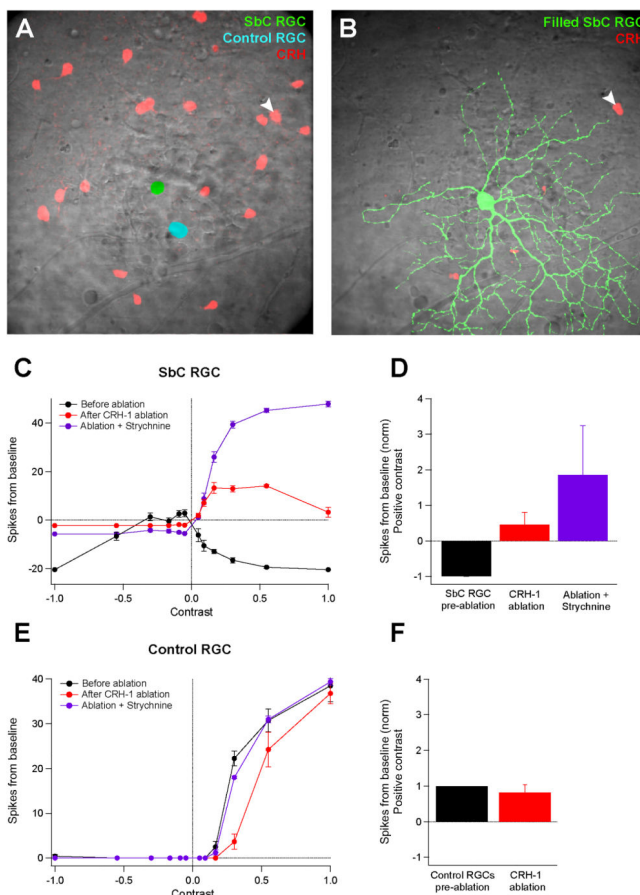 A
SbC RGC
Control RGC
CRH
B
Filled SbC RGC
CRH
C
SbC RGC
Before ablation
After CRH-1 ablation
Ablation + Strychnine
40
20
0
-20
Spikes from baseline
-1.0
-0.5
0.0
0.5
1.0
Contrast
D
4
3
2
1
0
-1
Spikes from baseline (norm)
Positive contrast
SbC RGC
pre-ablation
CRH-1
ablation
Ablation +
Strychnine
E
Control RGC
Before ablation
After CRH-1 ablation
Ablation + Strychnine
40
30
20
10
0
Spikes from baseline
-1.0
-0.5
0.0
0.5
1.0
Contrast
F
4
3
2
1
0
-1
Spikes from baseline (norm)
Positive contrast
Control RGCs
pre-ablation
CRH-1
ablation